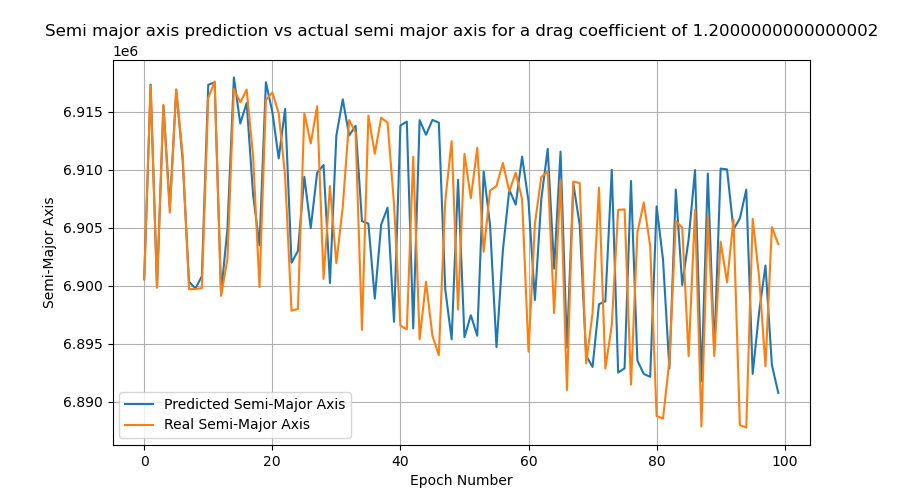 Semi major axis prediction vs actual semi major axis for a drag coefficient of 1.2000000000000002
1e6
6.915
6.910
6.905
6.900
6.895
6.890
Semi-Major Axis
Predicted Semi-Major Axis
Real Semi-Major Axis
0 20 40 60 80 100
Epoch Number